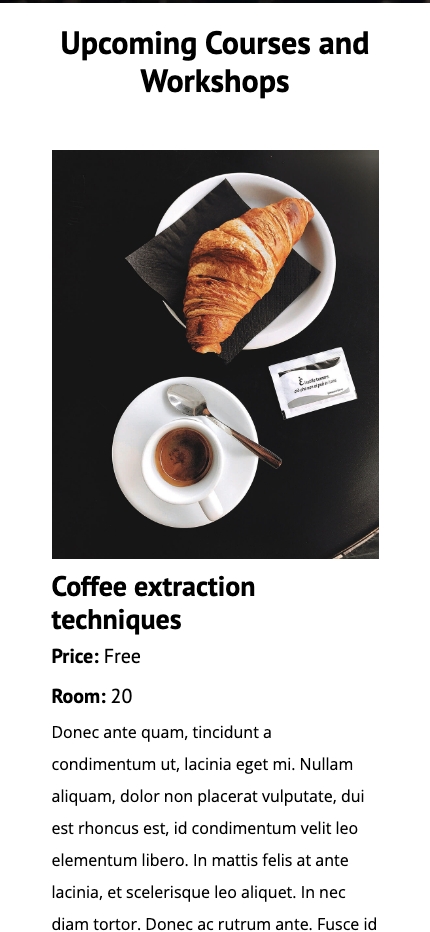 Upcoming Courses and
Workshops
Coffee extraction
techniques
Price: Free
Room: 20
Donec ante quam, tincidunt a
condimentum ut, lacinia eget mi. Nullam
aliquam, dolor non placerat vulputate, dui
est rhoncus est, id condimentum velit leo
elementum libero. In mattis felis at ante
lacinia, et scelerisque leo aliquet. In nec
diam tortor. Donec ac rutrum ante. Fusce id